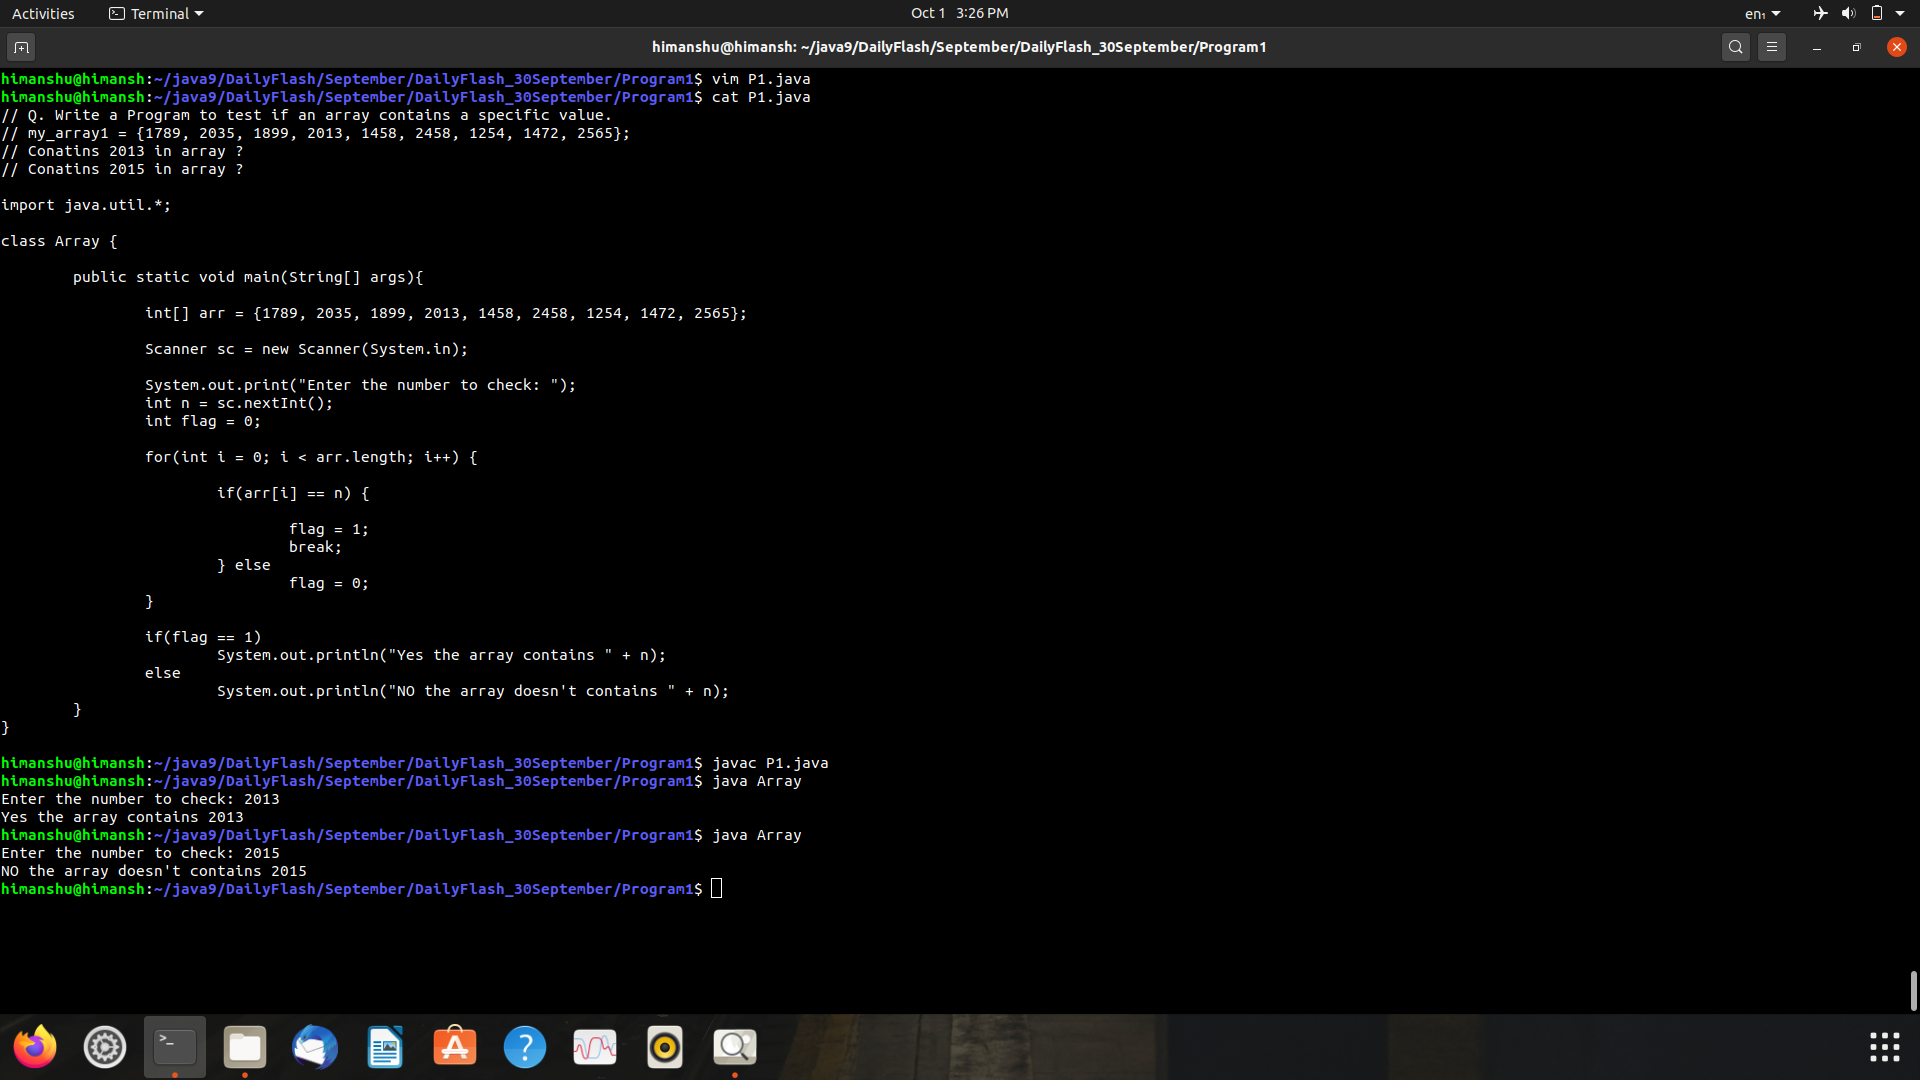 Activities Terminal Oct 1 3:26 PM en₁
himanshu@himansh: ~/java9/DailyFlash/September/DailyFlash_30September/Program1
himanshu@himansh:~/java9/DailyFlash/September/DailyFlash_30September/Program1$ vim P1.java
himanshu@himansh:~/java9/DailyFlash/September/DailyFlash_30September/Program1$ cat P1.java
// Q. Write a Program to test if an array contains a specific value.
// my_array1 = {1789, 2035, 1899, 2013, 1458, 2458, 1254, 1472, 2565};
// Conatins 2013 in array ?
// Conatins 2015 in array ?
import java.util.*;
class Array {
        public static void main(String[] args){
                int[] arr = {1789, 2035, 1899, 2013, 1458, 2458, 1254, 1472, 2565};
                Scanner sc = new Scanner(System.in);
                System.out.print("Enter the number to check: ");
                int n = sc.nextInt();
                int flag = 0;
                for(int i = 0; i < arr.length; i++) {
                        if(arr[i] == n) {
                                flag = 1;
                                break;
                        } else
                                flag = 0;
                }
                if(flag == 1)
                        System.out.println("Yes the array contains " + n);
                else
                        System.out.println("NO the array doesn't contains " + n);
        }
}
himanshu@himansh:~/java9/DailyFlash/September/DailyFlash_30September/Program1$ javac P1.java
himanshu@himansh:~/java9/DailyFlash/September/DailyFlash_30September/Program1$ java Array
Enter the number to check: 2013
Yes the array contains 2013
himanshu@himansh:~/java9/DailyFlash/September/DailyFlash_30September/Program1$ java Array
Enter the number to check: 2015
NO the array doesn't contains 2015
himanshu@himansh:~/java9/DailyFlash/September/DailyFlash_30September/Program1$